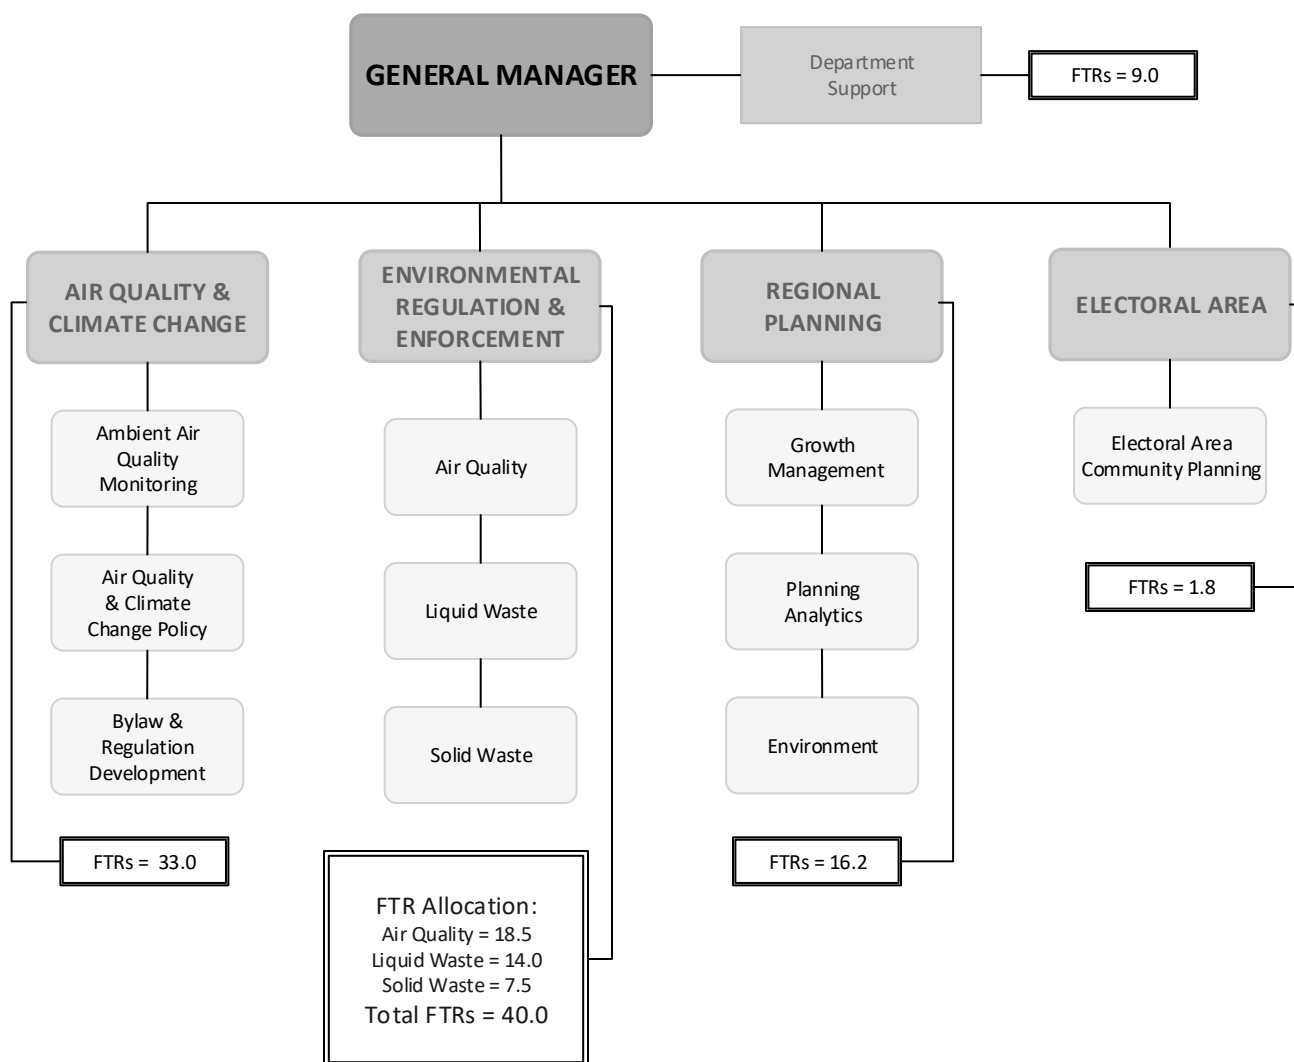 GENERAL MANAGER
Department
Support
FTRs = 9.0
AIR QUALITY &
CLIMATE CHANGE
Ambient Air
Quality
Monitoring
Air Quality
& Climate
Change Policy
Bylaw &
Regulation
Development
FTRs =  33.0
ENVIRONMENTAL
REGULATION &
ENFORCEMENT
Air Quality
Liquid Waste
Solid Waste
FTR Allocation:
Air Quality = 18.5
Liquid Waste = 14.0
Solid Waste = 7.5
Total FTRs = 40.0
REGIONAL
PLANNING
Growth
Management
Planning
Analytics
Environment
FTRs = 16.2
ELECTORAL AREA
Electoral Area
Community Planning
FTRs = 1.8